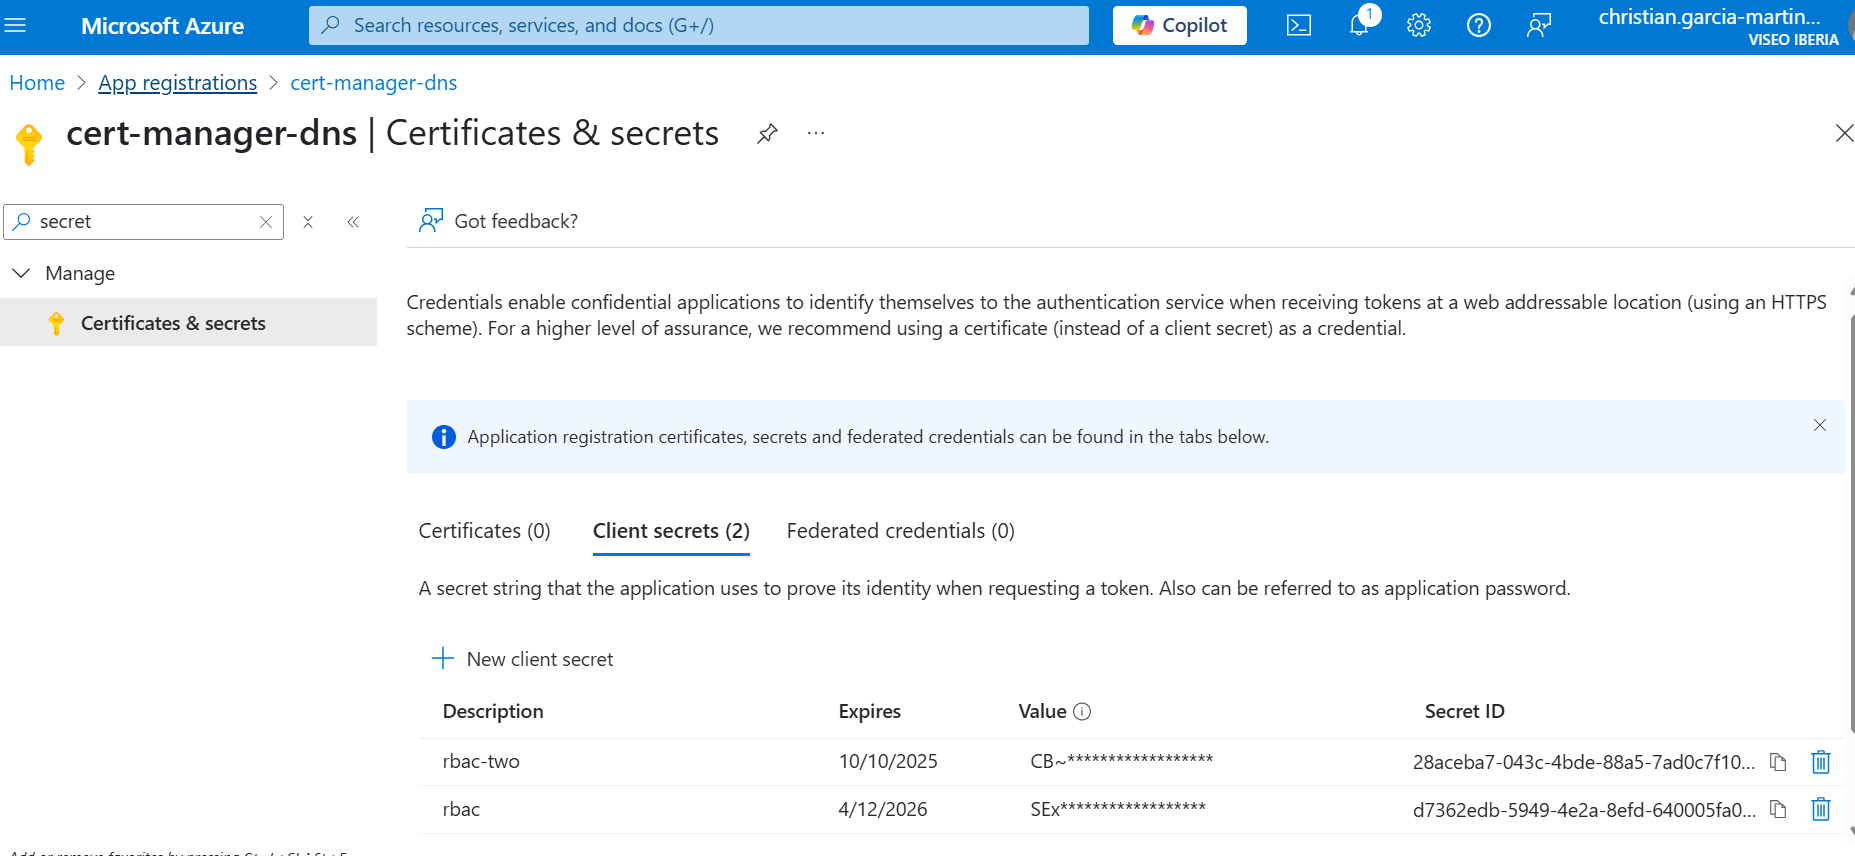 Microsoft Azure
Search resources, services, and docs (G+/)
Copilot
1
christian.garcia-martin...
VISEO IBERIA
Home > App registrations > cert-manager-dns
cert-manager-dns | Certificates & secrets
...
secret
Got feedback?
Manage
Certificates & secrets
Credentials enable confidential applications to identify themselves to the authentication service when receiving tokens at a web addressable location (using an HTTPS
scheme). For a higher level of assurance, we recommend using a certificate (instead of a client secret) as a credential.
Application registration certificates, secrets and federated credentials can be found in the tabs below.
Certificates (0) Client secrets (2) Federated credentials (0)
A secret string that the application uses to prove its identity when requesting a token. Also can be referred to as application password.
New client secret
Description Expires Value Secret ID
rbac-two 10/10/2025 CB~****************** 28aceba7-043c-4bde-88a5-7ad0c7f10...
rbac 4/12/2026 SEx****************** d7362edb-5949-4e2a-8efd-640005fa0...